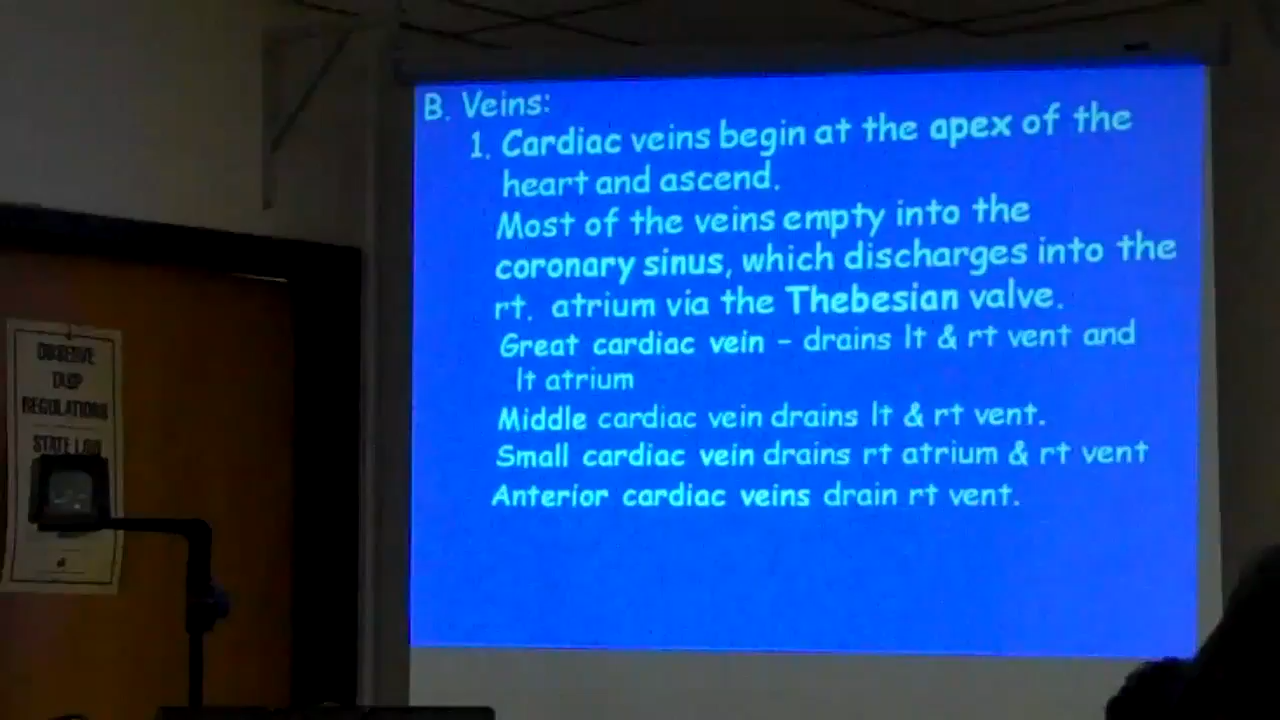 B. Veins:
1. Cardiac veins begin at the apex of the
heart and ascend.
Most of the veins empty into the
coronary sinus, which discharges into the
rt. atrium via the Thebesian valve.
Great cardiac vein – drains lt & rt vent and
lt atrium
Middle cardiac vein drains lt & rt vent.
Small cardiac vein drains rt atrium & rt vent
Anterior cardiac veins drain rt vent.
REGULATIONS
STATE LAW